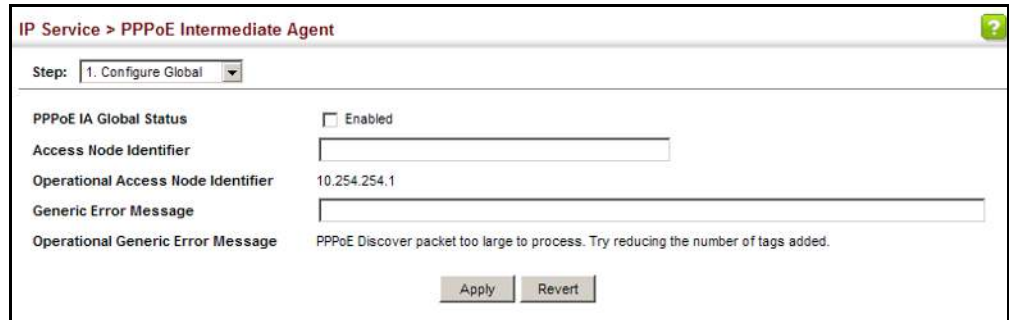 IP Service > PPPoE Intermediate Agent
?
Step: 1. Configure Global
PPPoE IA Global Status Enabled
Access Node Identifier
Operational Access Node Identifier 10.254.254.1
Generic Error Message
Operational Generic Error Message PPPoE Discover packet too large to process. Try reducing the number of tags added.
Apply Revert